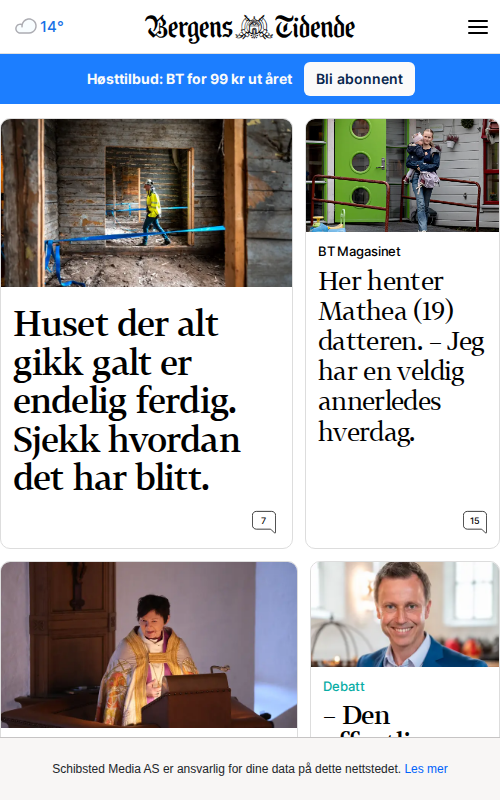 14°
Bergens Tidende
Høsttilbud: BT for 99 kr ut året
Bli abonnent
Huset der alt
gikk galt er
endelig ferdig.
Sjekk hvordan
det har blitt.
7
BT Magasinet
Her henter
Mathea (19)
datteren. – Jeg
har en veldig
annerledes
hverdag.
15
Debatt
– Den
Schibsted Media AS er ansvarlig for dine data på dette nettstedet. Les mer